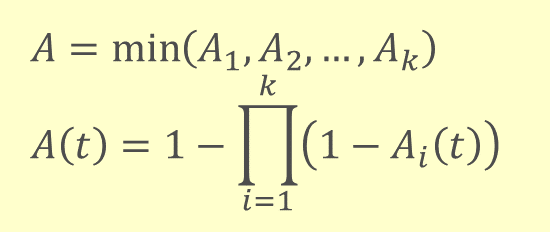 A = min(A₁, A₂, …, Aₖ)
A(t) = 1 − ∏ᵢ₌₁ᵏ (1 − Aᵢ(t))